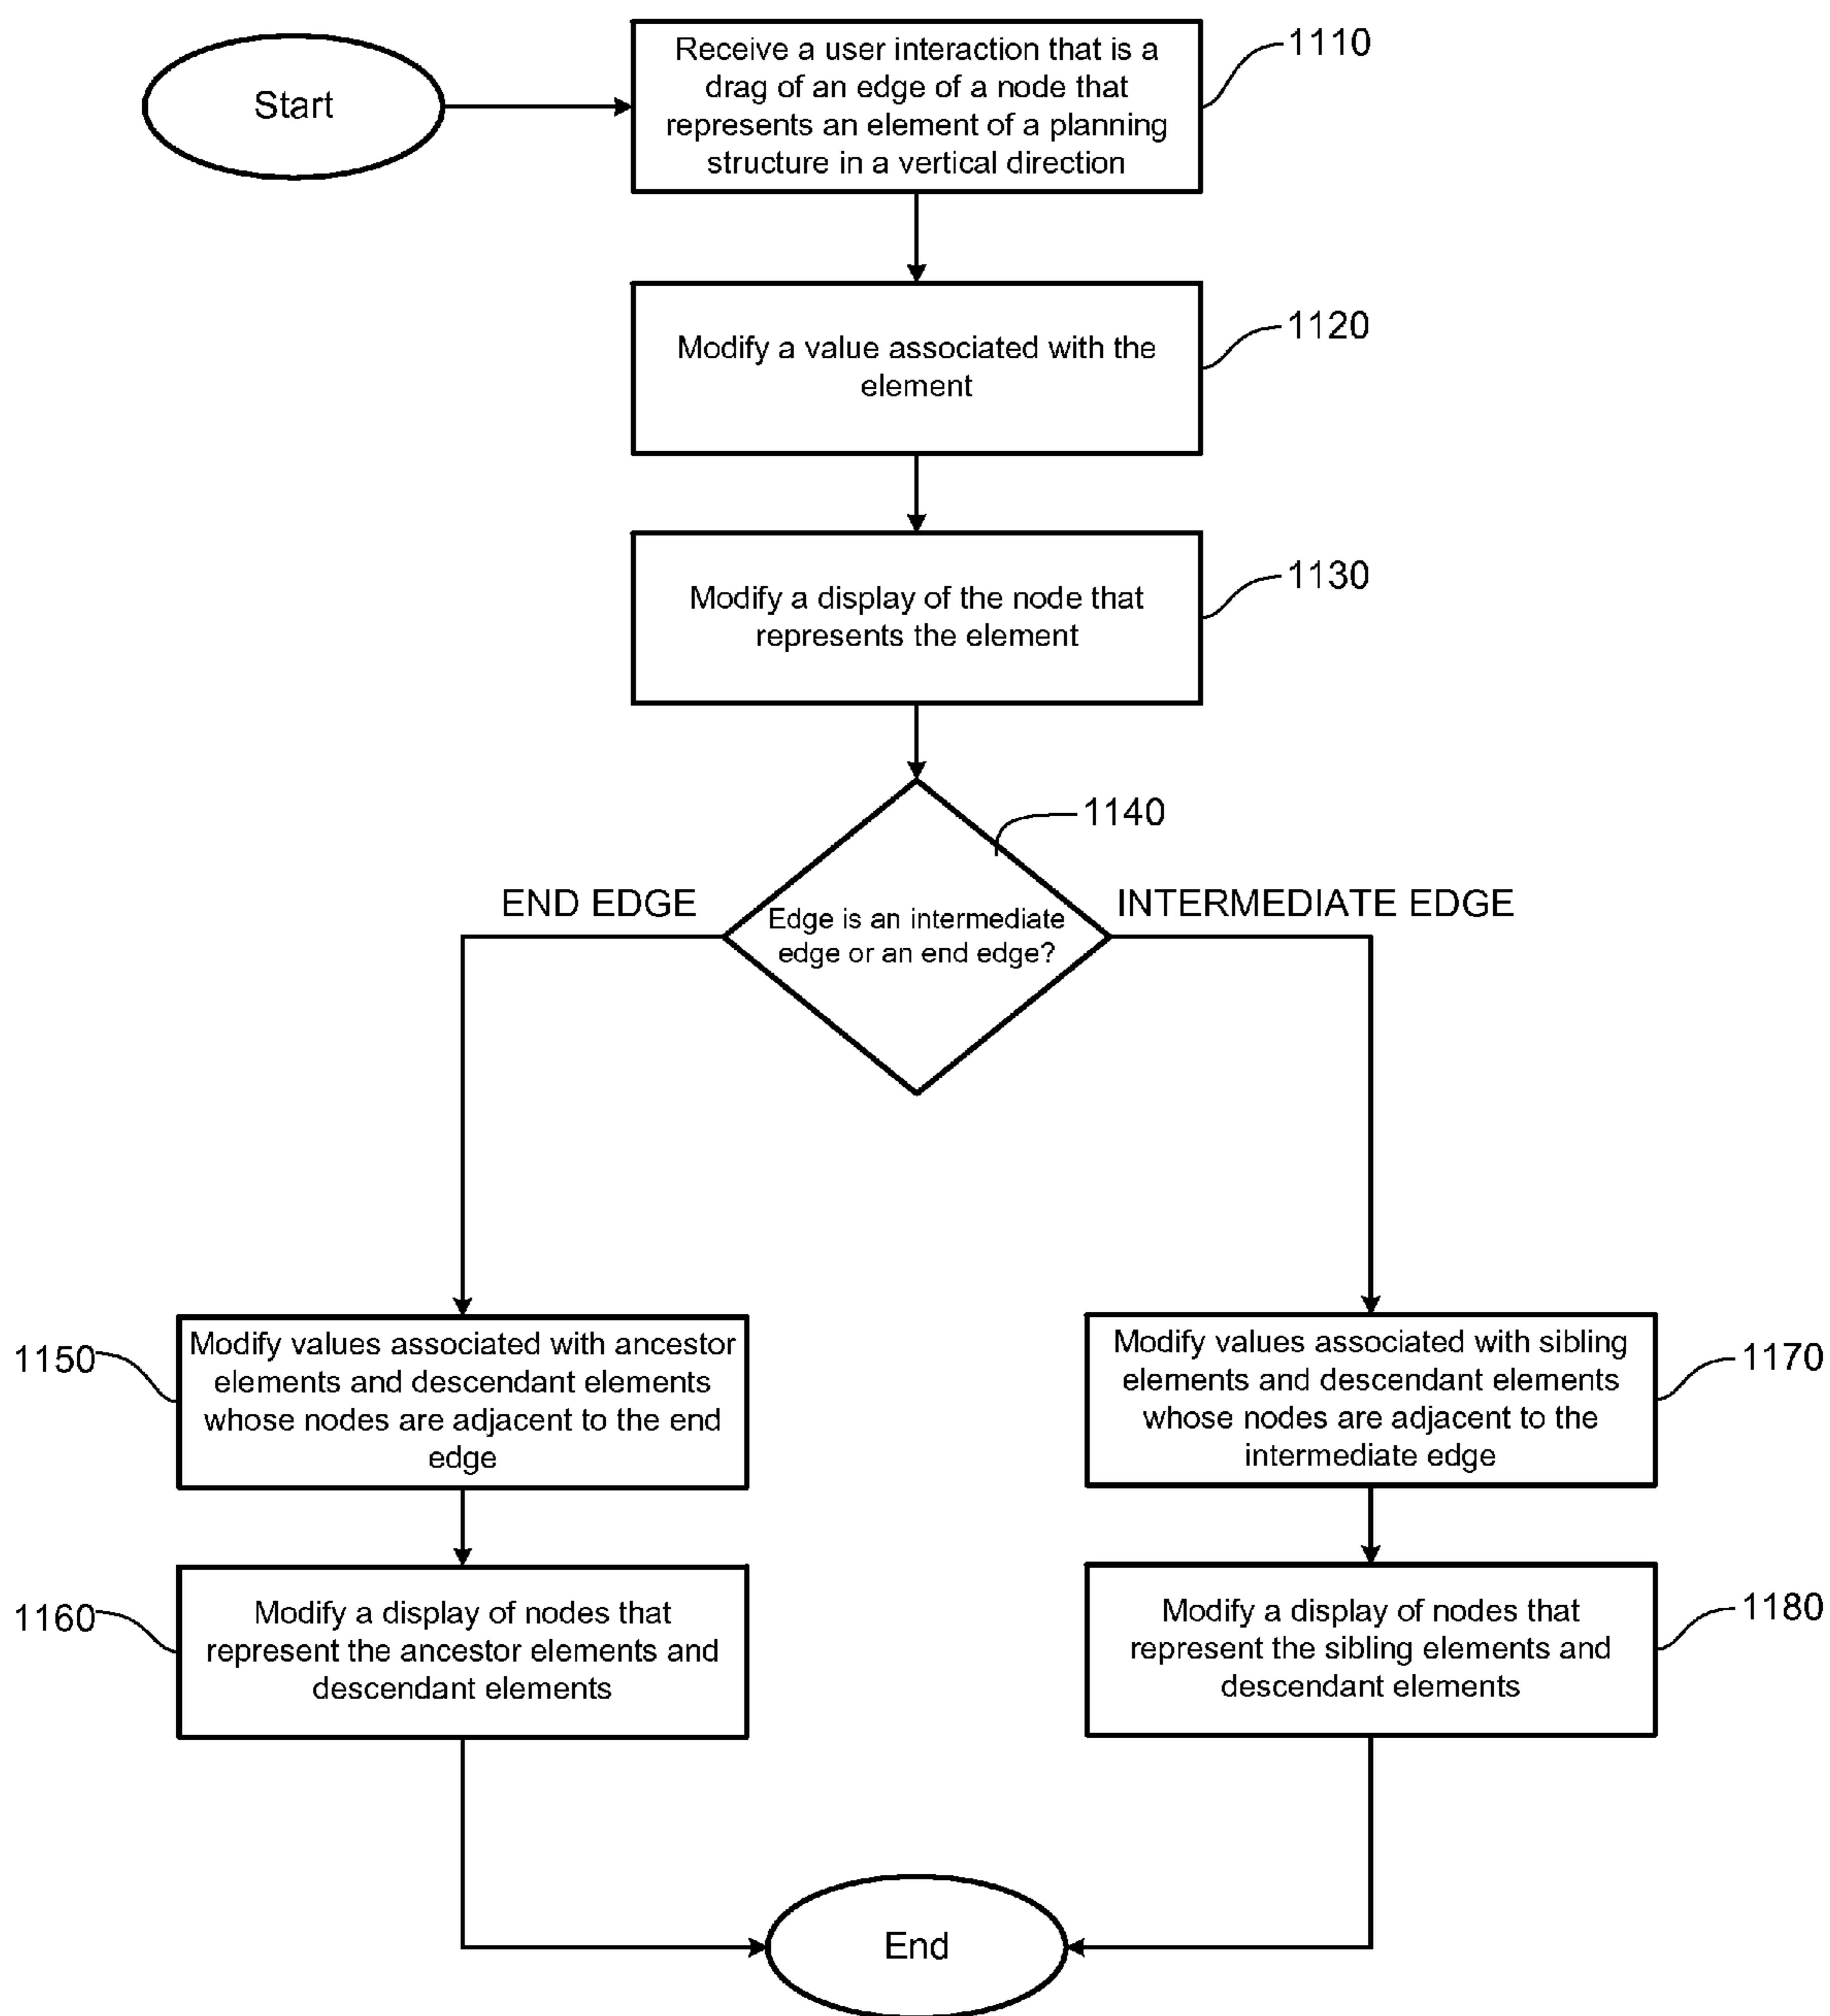 Start
Receive a user interaction that is a
drag of an edge of a node that
represents an element of a planning
structure in a vertical direction
1110
Modify a value associated with the
element
1120
Modify a display of the node that
represents the element
1130
1140
END EDGE
INTERMEDIATE EDGE
Edge is an intermediate
edge or an end edge?
1150
Modify values associated with ancestor
elements and descendant elements
whose nodes are adjacent to the end
edge
Modify values associated with sibling
elements and descendant elements
whose nodes are adjacent to the
intermediate edge
1170
1160
Modify a display of nodes that
represent the ancestor elements and
descendant elements
Modify a display of nodes that
represent the sibling elements and
descendant elements
1180
End